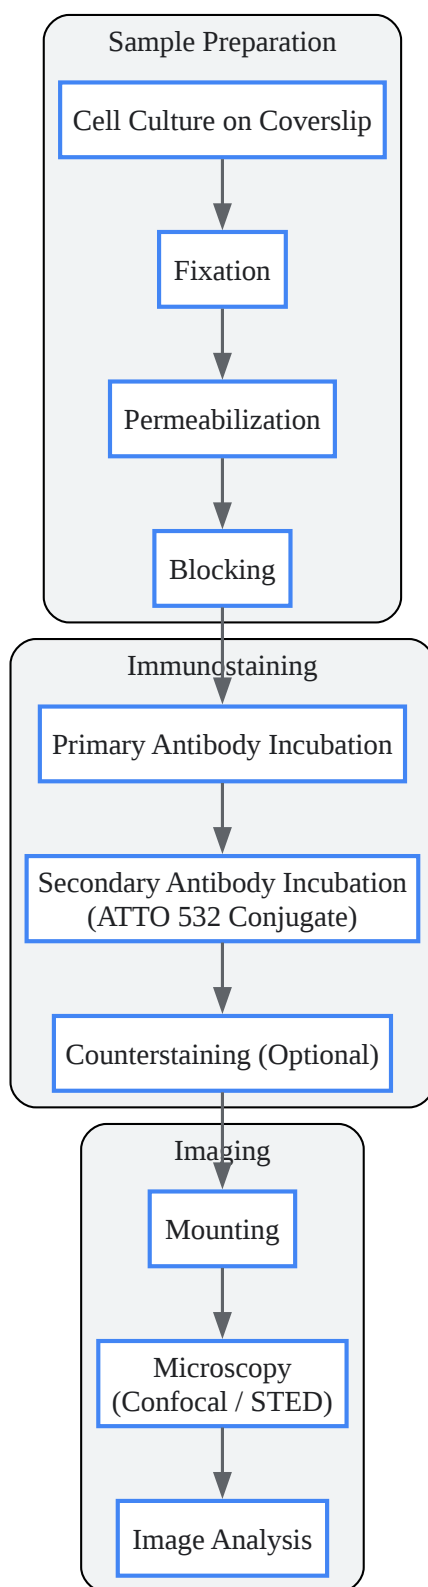 Sample Preparation
Cell Culture on Coverslip
Fixation
Permeabilization
Blocking
Immunostaining
Primary Antibody Incubation
Secondary Antibody Incubation
(ATTO 532 Conjugate)
Counterstaining (Optional)
Imaging
Mounting
Microscopy
(Confocal / STED)
Image Analysis